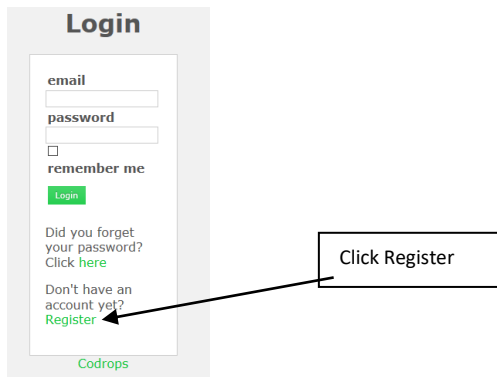 Login
email
password
remember me
Login
Did you forget
your password?
Click here
Don't have an
account yet?
Register
Click Register
Codrops